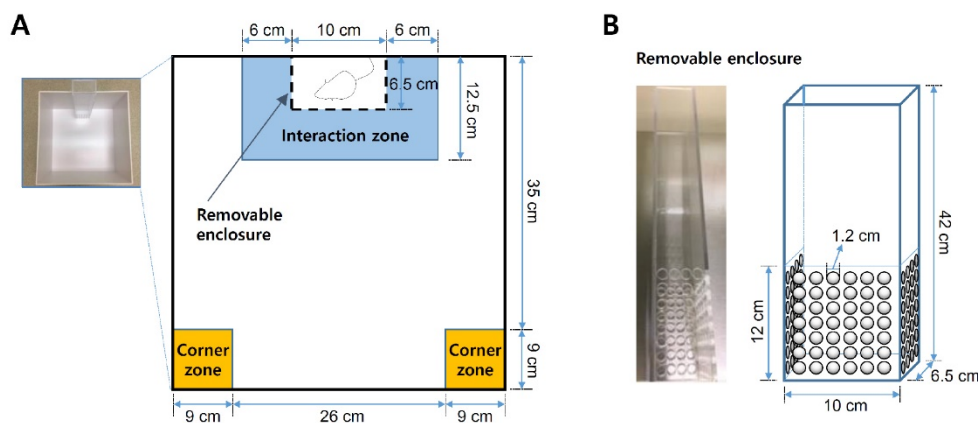 A
6 cm
10 cm
6 cm
6.5 cm
12.5 cm
Interaction zone
Removable
enclosure
35 cm
Corner
zone
Corner
zone
9 cm
9 cm
26 cm
9 cm
B
Removable enclosure
1.2 cm
42 cm
12 cm
6.5 cm
10 cm